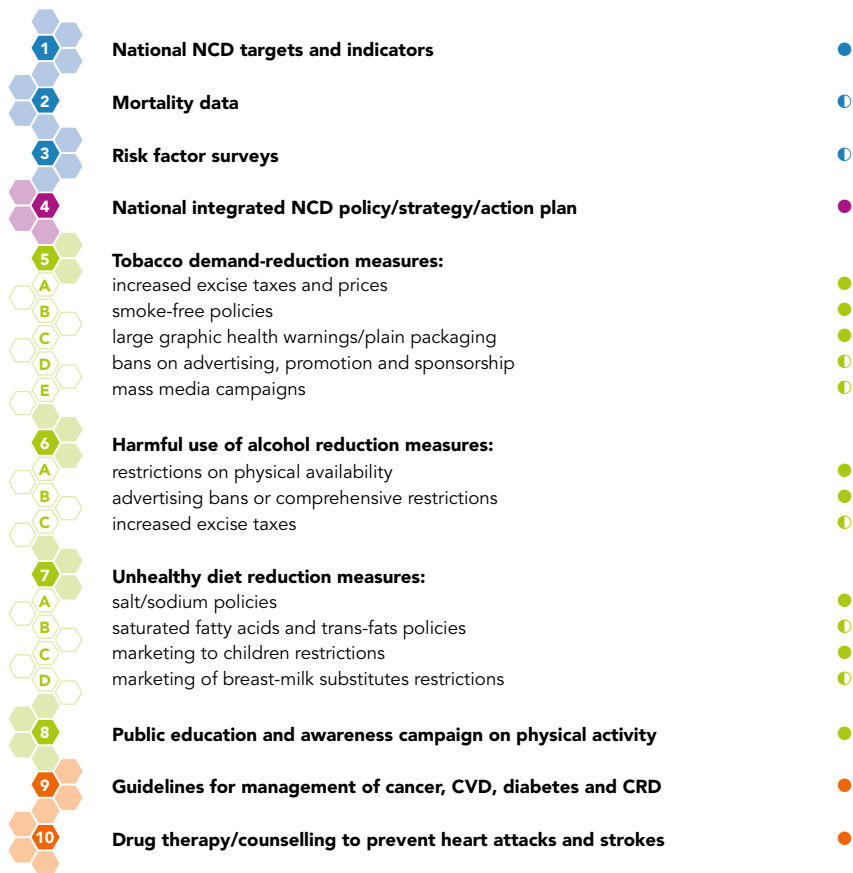 1 National NCD targets and indicators
2 Mortality data
3 Risk factor surveys
4 National integrated NCD policy/strategy/action plan
5 Tobacco demand-reduction measures:
A increased excise taxes and prices
B smoke-free policies
C large graphic health warnings/plain packaging
D bans on advertising, promotion and sponsorship
E mass media campaigns
6 Harmful use of alcohol reduction measures:
A restrictions on physical availability
B advertising bans or comprehensive restrictions
C increased excise taxes
7 Unhealthy diet reduction measures:
A salt/sodium policies
B saturated fatty acids and trans-fats policies
C marketing to children restrictions
D marketing of breast-milk substitutes restrictions
8 Public education and awareness campaign on physical activity
9 Guidelines for management of cancer, CVD, diabetes and CRD
10 Drug therapy/counselling to prevent heart attacks and strokes